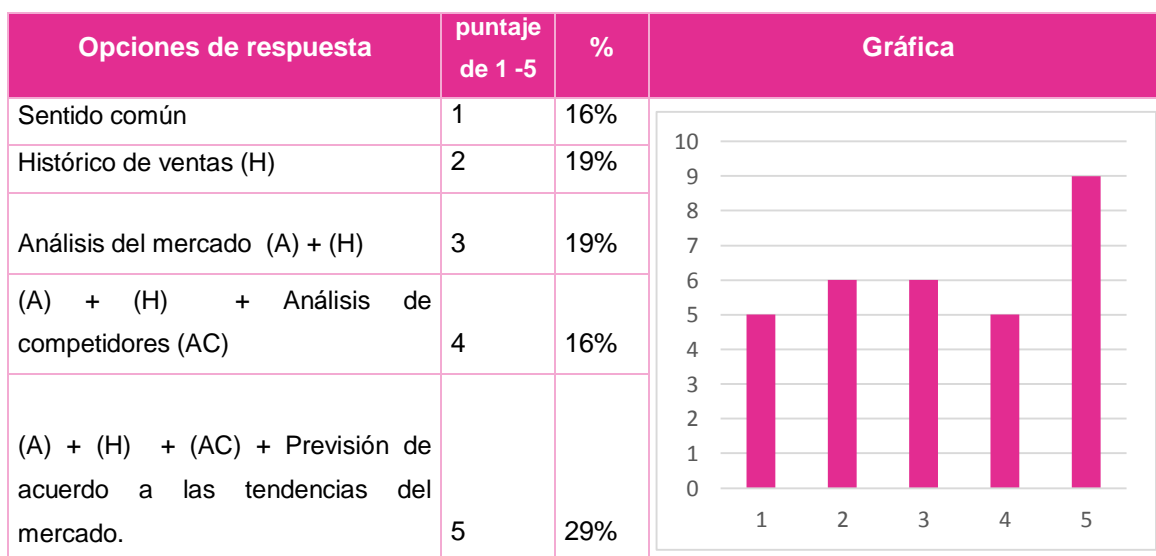 Opciones de respuesta
puntaje
de 1 -5
%
Gráfica
Sentido común
1
16%
Histórico de ventas (H)
2
19%
Análisis del mercado (A) + (H)
3
19%
(A) + (H) + Análisis de
competidores (AC)
4
16%
(A) + (H) + (AC) + Previsión de
acuerdo a las tendencias del
mercado.
5
29%
10
9
8
7
6
5
4
3
2
1
0
1 2 3 4 5